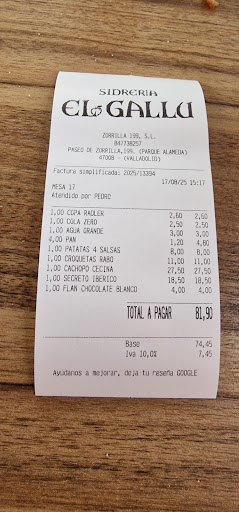 SIDRERÍA
EL GALLU
ZORRILLA 199, S.L.
B47738257
PASEO DE ZORRILLA,199. (PARQUE ALAMEDA)
47008 - (VALLADOLID)
Factura simplificada: 2025/13394
MESA 17 17/08/25 15:17
Atendido por PEDRO
1,00 COPA RADLER 2,60 2,60
1,00 COLA ZERO 2,50 2,50
1,00 AGUA GRANDE 3,00 3,00
4,00 PAN 1,20 4,80
1,00 PATATAS 4 SALSAS 8,00 8,00
1,00 CROQUETAS RABO 11,00 11,00
1,00 CACHOPO CECINA 27,50 27,50
1,00 SECRETO IBERICO 18,50 18,50
1,00 FLAN CHOCOLATE BLANCO 4,00 4,00
TOTAL A PAGAR 81,90
Base 74,45
Iva 10,0% 7,45
Ayúdanos a mejorar, deja tu reseña GOOGLE